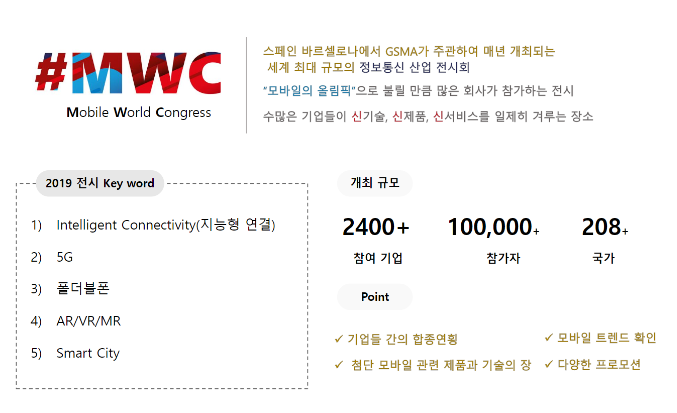 #MWC
Mobile World Congress
스페인 바르셀로나에서 GSMA가 주관하여 매년 개최되는
세계 최대 규모의 정보통신 산업 전시회
“모바일의 올림픽”으로 불릴 만큼 많은 회사가 참가하는 전시
수많은 기업들이 신기술, 신제품, 신서비스를 일제히 겨루는 장소
2019 전시 Key word
1) Intelligent Connectivity(지능형 연결)
2) 5G
3) 폴더블폰
4) AR/VR/MR
5) Smart City
개최 규모
2400+ 100,000+ 208+
참여 기업 참가자 국가
Point
✓ 기업들 간의 합종연횡 ✓ 모바일 트렌드 확인
✓ 첨단 모바일 관련 제품과 기술의 장 ✓ 다양한 프로모션